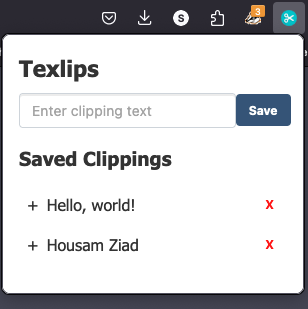 S
3
Texlips
Enter clipping text
Save
Saved Clippings
+ Hello, world!
X
+ Housam Ziad
X